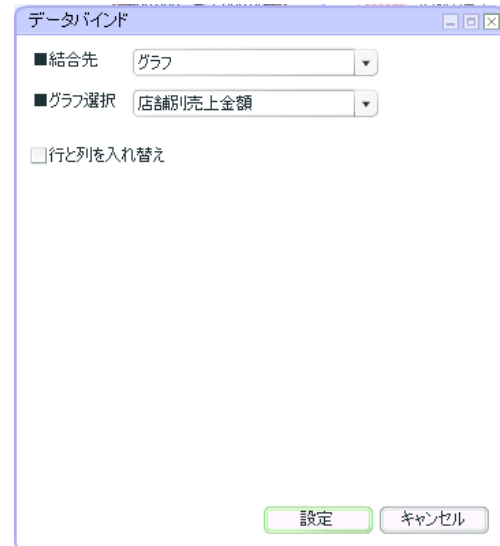 データバインド
■結合先 グラフ
■グラフ選択 店舗別売上金額
行と列を入れ替え
設定 キャンセル